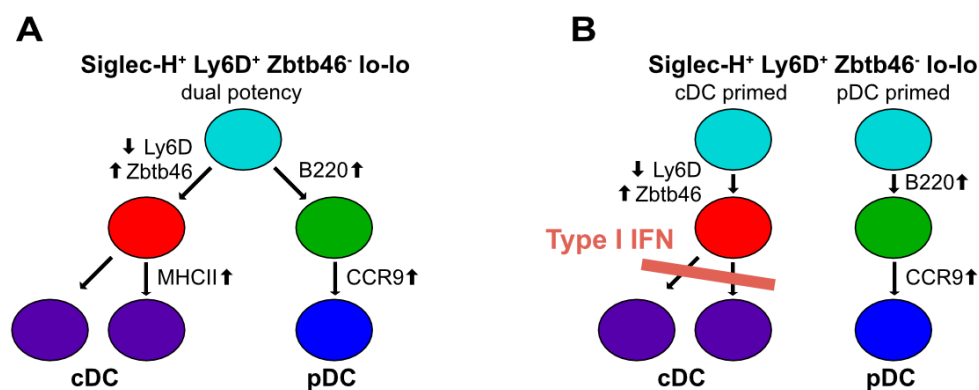 A
Siglec-H⁺ Ly6D⁺ Zbtb46⁻ lo-lo
dual potency
⬇ Ly6D
⬆ Zbtb46
B220⬆
MHCII⬆
CCR9⬆
cDC
pDC
B
Siglec-H⁺ Ly6D⁺ Zbtb46⁻ lo-lo
cDC primed
pDC primed
⬇ Ly6D
⬆ Zbtb46
B220⬆
Type I IFN
CCR9⬆
cDC
pDC